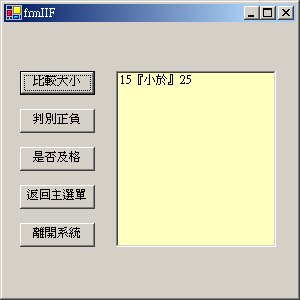 frmIIF
比較大小
15『小於』25
判別正負
是否及格
返回主選單
離開系統